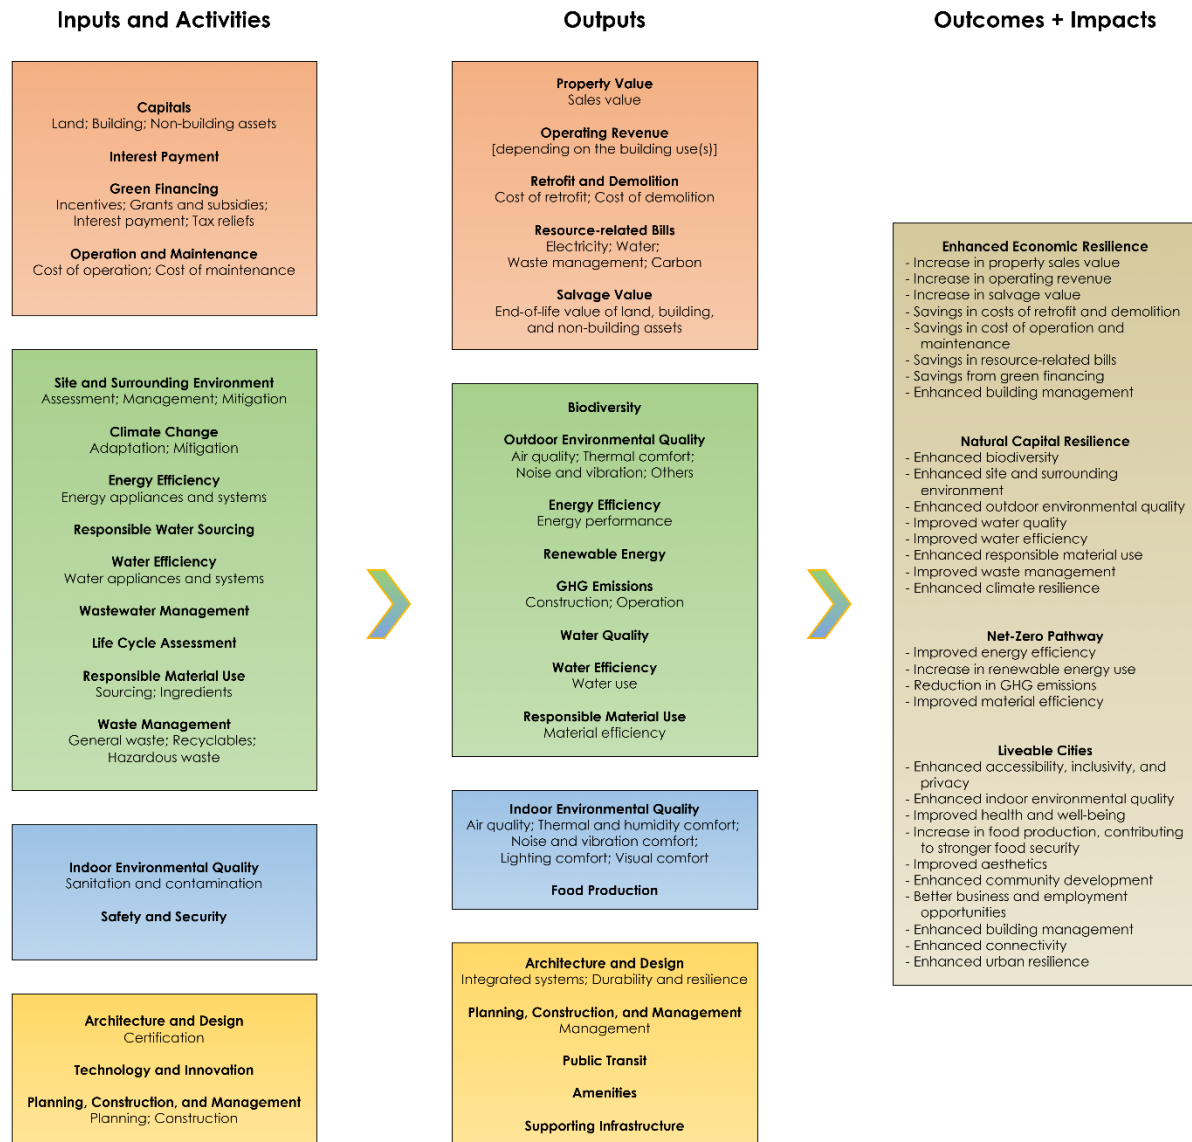 Inputs and Activities
Capitals
Land; Building; Non-building assets
Interest Payment
Green Financing
Incentives; Grants and subsidies;
Interest payment; Tax reliefs
Operation and Maintenance
Cost of operation; Cost of maintenance
Site and Surrounding Environment
Assessment; Management; Mitigation
Climate Change
Adaptation; Mitigation
Energy Efficiency
Energy appliances and systems
Responsible Water Sourcing
Water Efficiency
Water appliances and systems
Wastewater Management
Life Cycle Assessment
Responsible Material Use
Sourcing; Ingredients
Waste Management
General waste; Recyclables;
Hazardous waste
Indoor Environmental Quality
Sanitation and contamination
Safety and Security
Architecture and Design
Certification
Technology and Innovation
Planning, Construction, and Management
Planning; Construction
Outputs
Property Value
Sales value
Operating Revenue
[depending on the building use(s)]
Retrofit and Demolition
Cost of retrofit; Cost of demolition
Resource-related Bills
Electricity; Water;
Waste management; Carbon
Salvage Value
End-of-life value of land, building,
and non-building assets
Biodiversity
Outdoor Environmental Quality
Air quality; Thermal comfort;
Noise and vibration; Others
Energy Efficiency
Energy performance
Renewable Energy
GHG Emissions
Construction; Operation
Water Quality
Water Efficiency
Water use
Responsible Material Use
Material efficiency
Indoor Environmental Quality
Air quality; Thermal and humidity comfort;
Noise and vibration comfort;
Lighting comfort; Visual comfort
Food Production
Architecture and Design
Integrated systems; Durability and resilience
Planning, Construction, and Management
Management
Public Transit
Amenities
Supporting Infrastructure
Outcomes + Impacts
Enhanced Economic Resilience
- Increase in property sales value
- Increase in operating revenue
- Increase in salvage value
- Savings in costs of retrofit and demolition
- Savings in cost of operation and
maintenance
- Savings in resource-related bills
- Savings from green financing
- Enhanced building management
Natural Capital Resilience
- Enhanced biodiversity
- Enhanced site and surrounding
environment
- Enhanced outdoor environmental quality
- Improved water quality
- Improved water efficiency
- Enhanced responsible material use
- Improved waste management
- Enhanced climate resilience
Net-Zero Pathway
- Improved energy efficiency
- Increase in renewable energy use
- Reduction in GHG emissions
- Improved material efficiency
Liveable Cities
- Enhanced accessibility, inclusivity, and
privacy
- Enhanced indoor environmental quality
- Improved health and well-being
- Increase in food production, contributing
to stronger food security
- Improved aesthetics
- Enhanced community development
- Better business and employment
opportunities
- Enhanced building management
- Enhanced connectivity
- Enhanced urban resilience